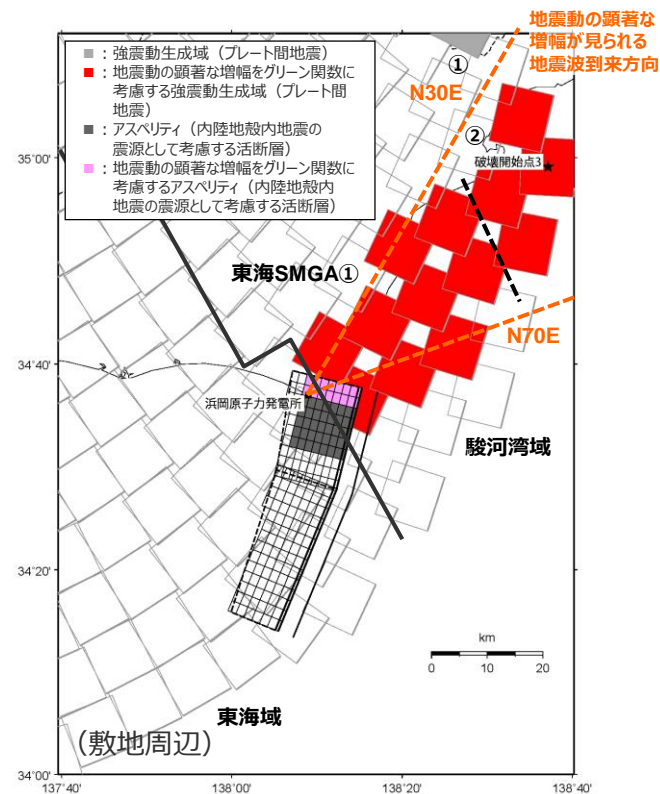 地震動の顕著な
増幅が見られる
地震波到来方向
■ ：強震動生成域（プレート間地震）
■ ：地震動の顕著な増幅をグリーン関数に
考慮する強震動生成域（プレート間
地震）
■ ：アスペリティ（内陸地殻内地震の
震源として考慮する活断層）
■ ：地震動の顕著な増幅をグリーン関数に
考慮するアスペリティ（内陸地殻内
地震の震源として考慮する活断層）
①
N30E
②
破壊開始点3
★
35°00'
東海SMGA①
N70E
34°40'
浜岡原子力発電所
駿河湾域
34°20'
km
0 10 20
東海域
（敷地周辺）
34°00'
137°40' 138°00' 138°20' 138°40'